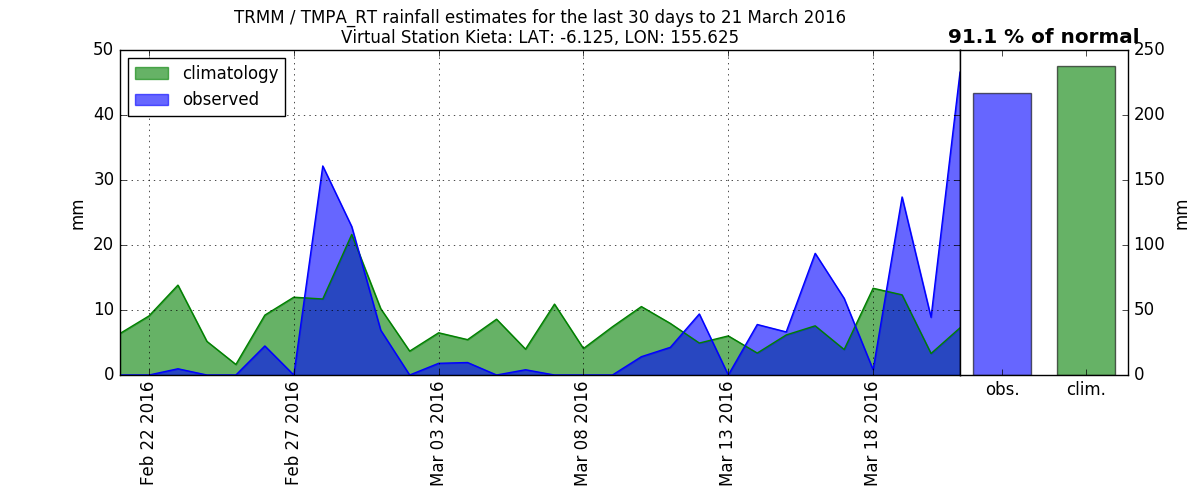 TRMM / TMPA_RT rainfall estimates for the last 30 days to 21 March 2016
Virtual Station Kieta: LAT: -6.125, LON: 155.625
91.1 % of normal
climatology
observed
mm
50
40
30
20
10
0
Feb 22 2016
Feb 27 2016
Mar 03 2016
Mar 08 2016
Mar 13 2016
Mar 18 2016
obs.
clim.
250
200
150
100
50
0
mm